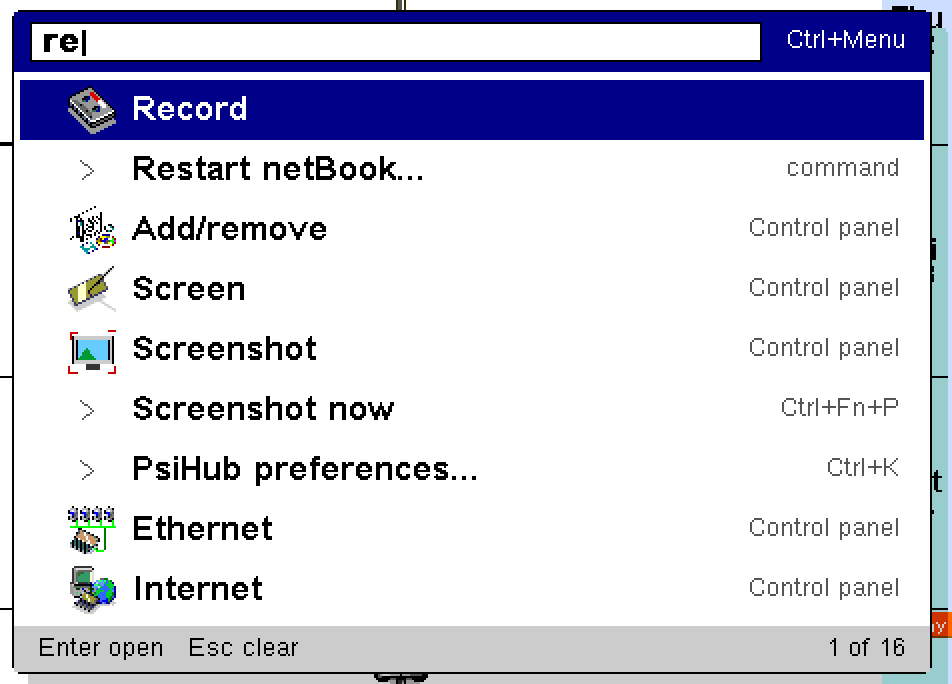 re
Ctrl+Menu
Record
Restart netBook...
command
Add/remove
Control panel
Screen
Control panel
Screenshot
Control panel
Screenshot now
Ctrl+Fn+P
PsiHub preferences...
Ctrl+K
Ethernet
Control panel
Internet
Control panel
Enter open
Esc clear
1 of 16